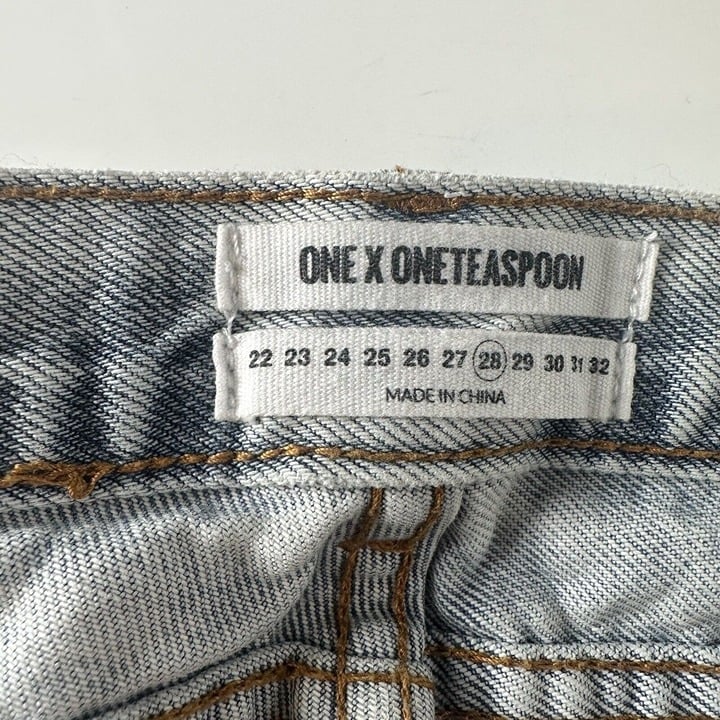 ONE X ONETEASPOON
22 23 24 25 26 27 28 29 30 31 32
MADE IN CHINA